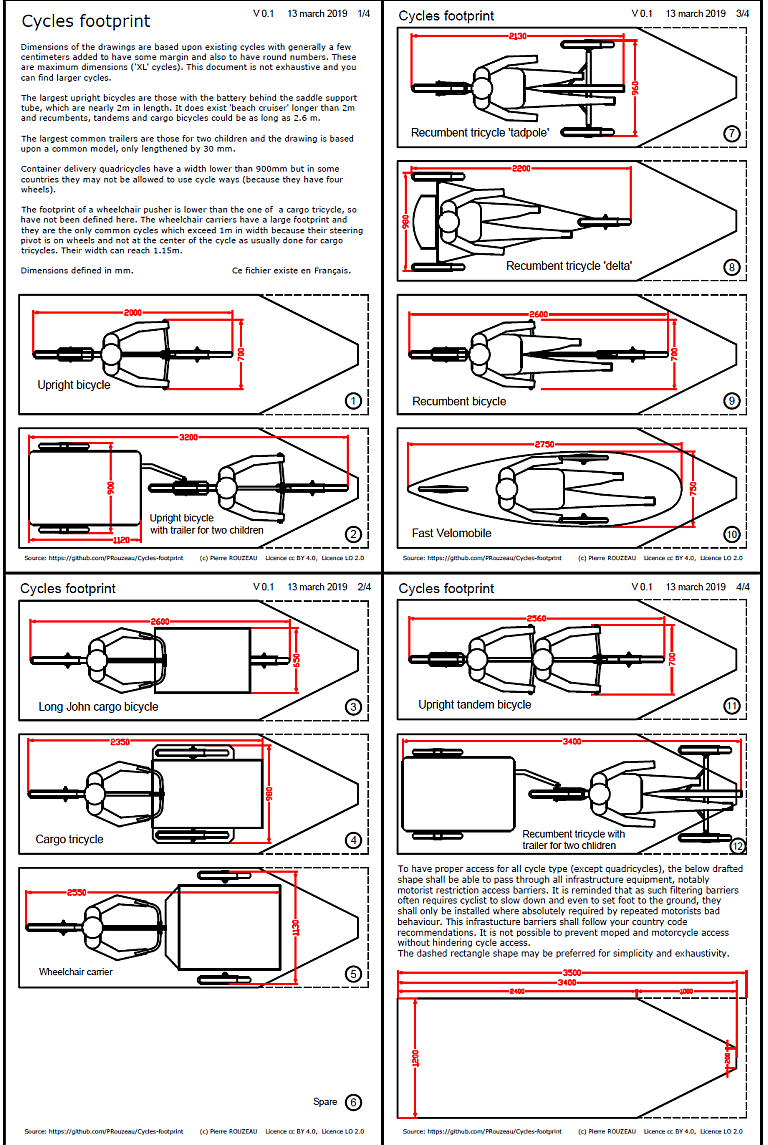 Cycles footprint
V 0.1 13 march 2019 1/4
Dimensions of the drawings are based upon existing cycles with generally a few
centimeters added to have some margin and also to have round numbers. These
are maximum dimensions ('XL' cycles). This document is not exhaustive and you
can find larger cycles.
The largest upright bicycles are those with the battery behind the saddle support
tube, which are nearly 2m in length. It does exist 'beach cruiser' longer than 2m
and recumbents, tandems and cargo bicycles could be as long as 2.6 m.
The largest common trailers are those for two children and the drawing is based
upon a common model, only lengthened by 30 mm.
Container delivery quadricycles have a width lower than 900mm but in some
countries they may not be allowed to use cycle ways (because they have four
wheels).
The footprint of a wheelchair pusher is lower than the one of a cargo tricycle, so
have not been defined here. The wheelchair carriers have a large footprint and
they are the only common cycles which exceed 1m in width because their steering
pivot is on wheels and not at the center of the cycle as usually done for cargo
tricycles. Their width can reach 1.15m.
Dimensions defined in mm. Ce fichier existe en Français.
2000
700
Upright bicycle
1
3200
900
1120
Upright bicycle
with trailer for two children
2
Source: https://github.com/PRouzeau/Cycles-footprint (c) Pierre ROUZEAU Licence cc BY 4.0, Licence LO 2.0
Cycles footprint
V 0.1 13 march 2019 3/4
2130
960
Recumbent tricycle 'tadpole'
7
2200
980
Recumbent tricycle 'delta'
8
2600
700
Recumbent bicycle
9
2750
750
Fast Velomobile
10
Source: https://github.com/PRouzeau/Cycles-footprint (c) Pierre ROUZEAU Licence cc BY 4.0, Licence LO 2.0
Cycles footprint
V 0.1 13 march 2019 2/4
2600
650
Long John cargo bicycle
3
2350
980
Cargo tricycle
4
2550
1130
Wheelchair carrier
5
Spare 6
Source: https://github.com/PRouzeau/Cycles-footprint (c) Pierre ROUZEAU Licence cc BY 4.0, Licence LO 2.0
Cycles footprint
V 0.1 13 march 2019 4/4
2560
700
Upright tandem bicycle
11
3400
Recumbent tricycle with
trailer for two children
12
To have proper access for all cycle type (except quadricycles), the below drafted
shape shall be able to pass through all infrastructure equipment, notably
motorist restriction access barriers. It is reminded that as such filtering barriers
often requires cyclist to slow down and even to set foot to the ground, they
shall only be installed where absolutely required by repeated motorists bad
behaviour. This infrastucture barriers shall follow your country code
recommendations. It is not possible to prevent moped and motorcycle access
without hindering cycle access.
The dashed rectangle shape may be preferred for simplicity and exhaustivity.
3500
3400
2400
1000
1200
200
Source: https://github.com/PRouzeau/Cycles-footprint (c) Pierre ROUZEAU Licence cc BY 4.0, Licence LO 2.0